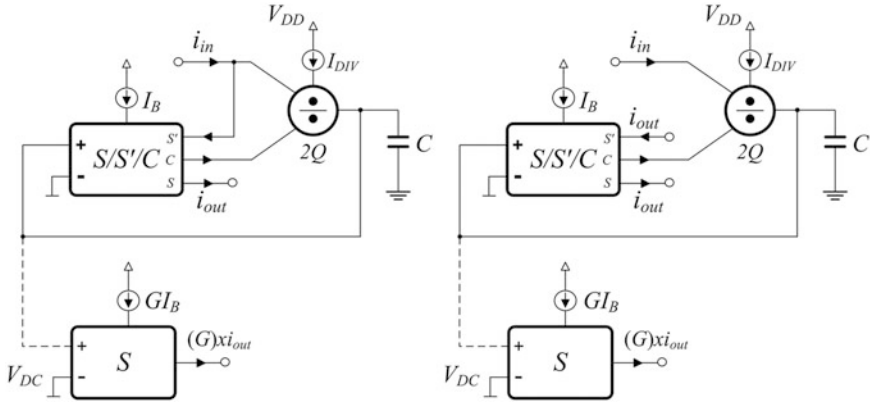 V_DD V_DD
i_in i_in
I_DIV I_DIV
I_B I_B
+ S/S'/C S' C S - 2Q C
+ S/S'/C S' C S - i_out 2Q C
i_out i_out
GI_B GI_B
+ S (G)xi_out + S (G)xi_out
V_DC - V_DC -